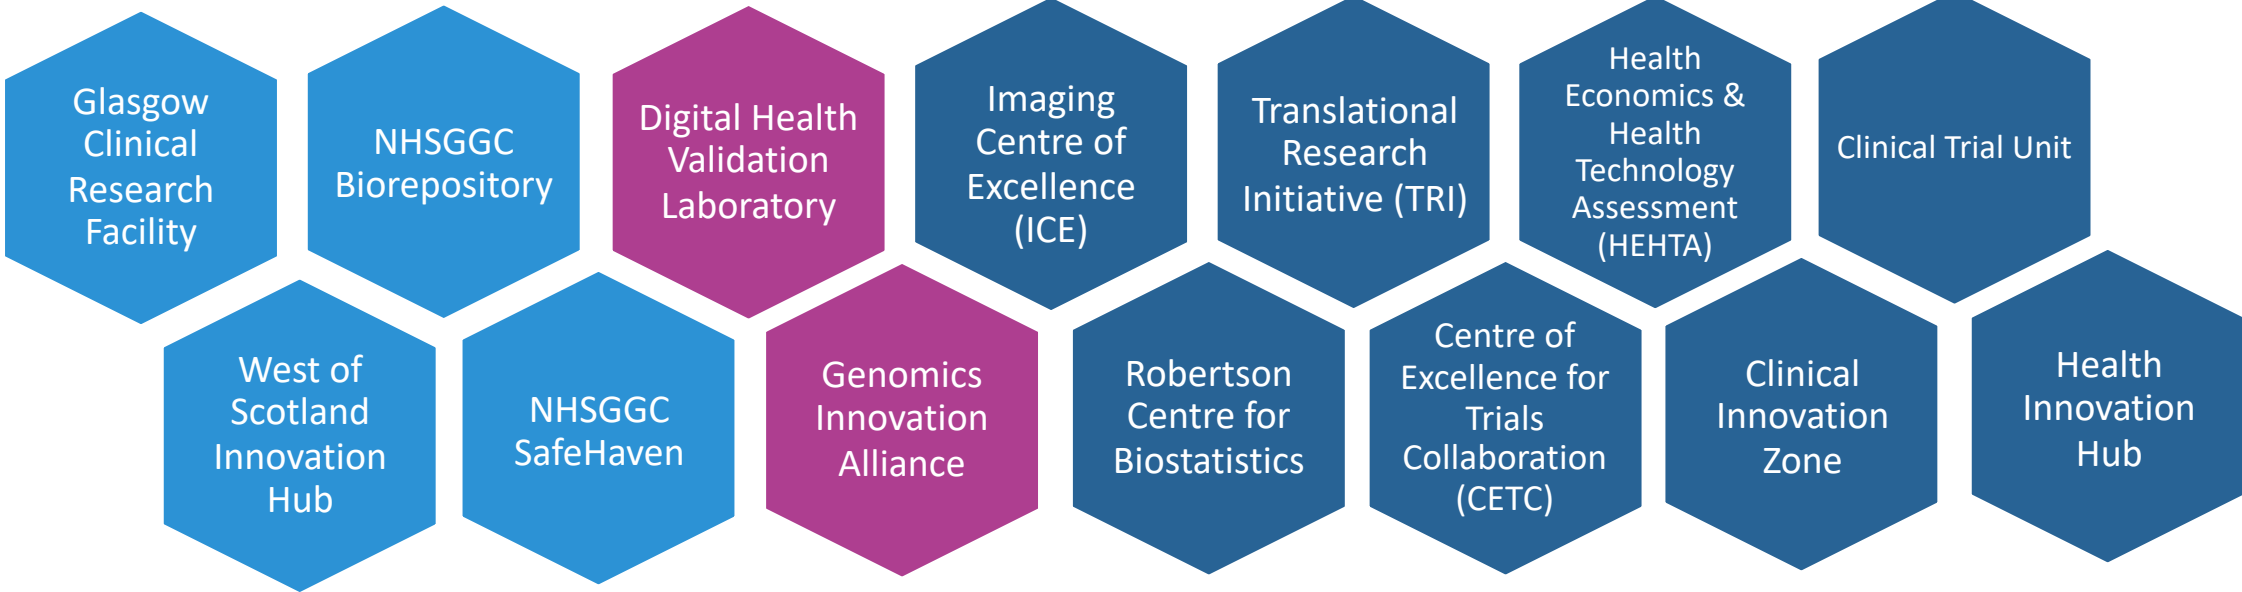 Glasgow
Clinical
Research
Facility
NHSGGC
Biorepository
Digital Health
Validation
Laboratory
Imaging
Centre of
Excellence
(ICE)
Translational
Research
Initiative (TRI)
Health
Economics &
Health
Technology
Assessment
(HEHTA)
Clinical Trial Unit
West of
Scotland
Innovation
Hub
NHSGGC
SafeHaven
Genomics
Innovation
Alliance
Robertson
Centre for
Biostatistics
Centre of
Excellence for
Trials
Collaboration
(CETC)
Clinical
Innovation
Zone
Health
Innovation
Hub